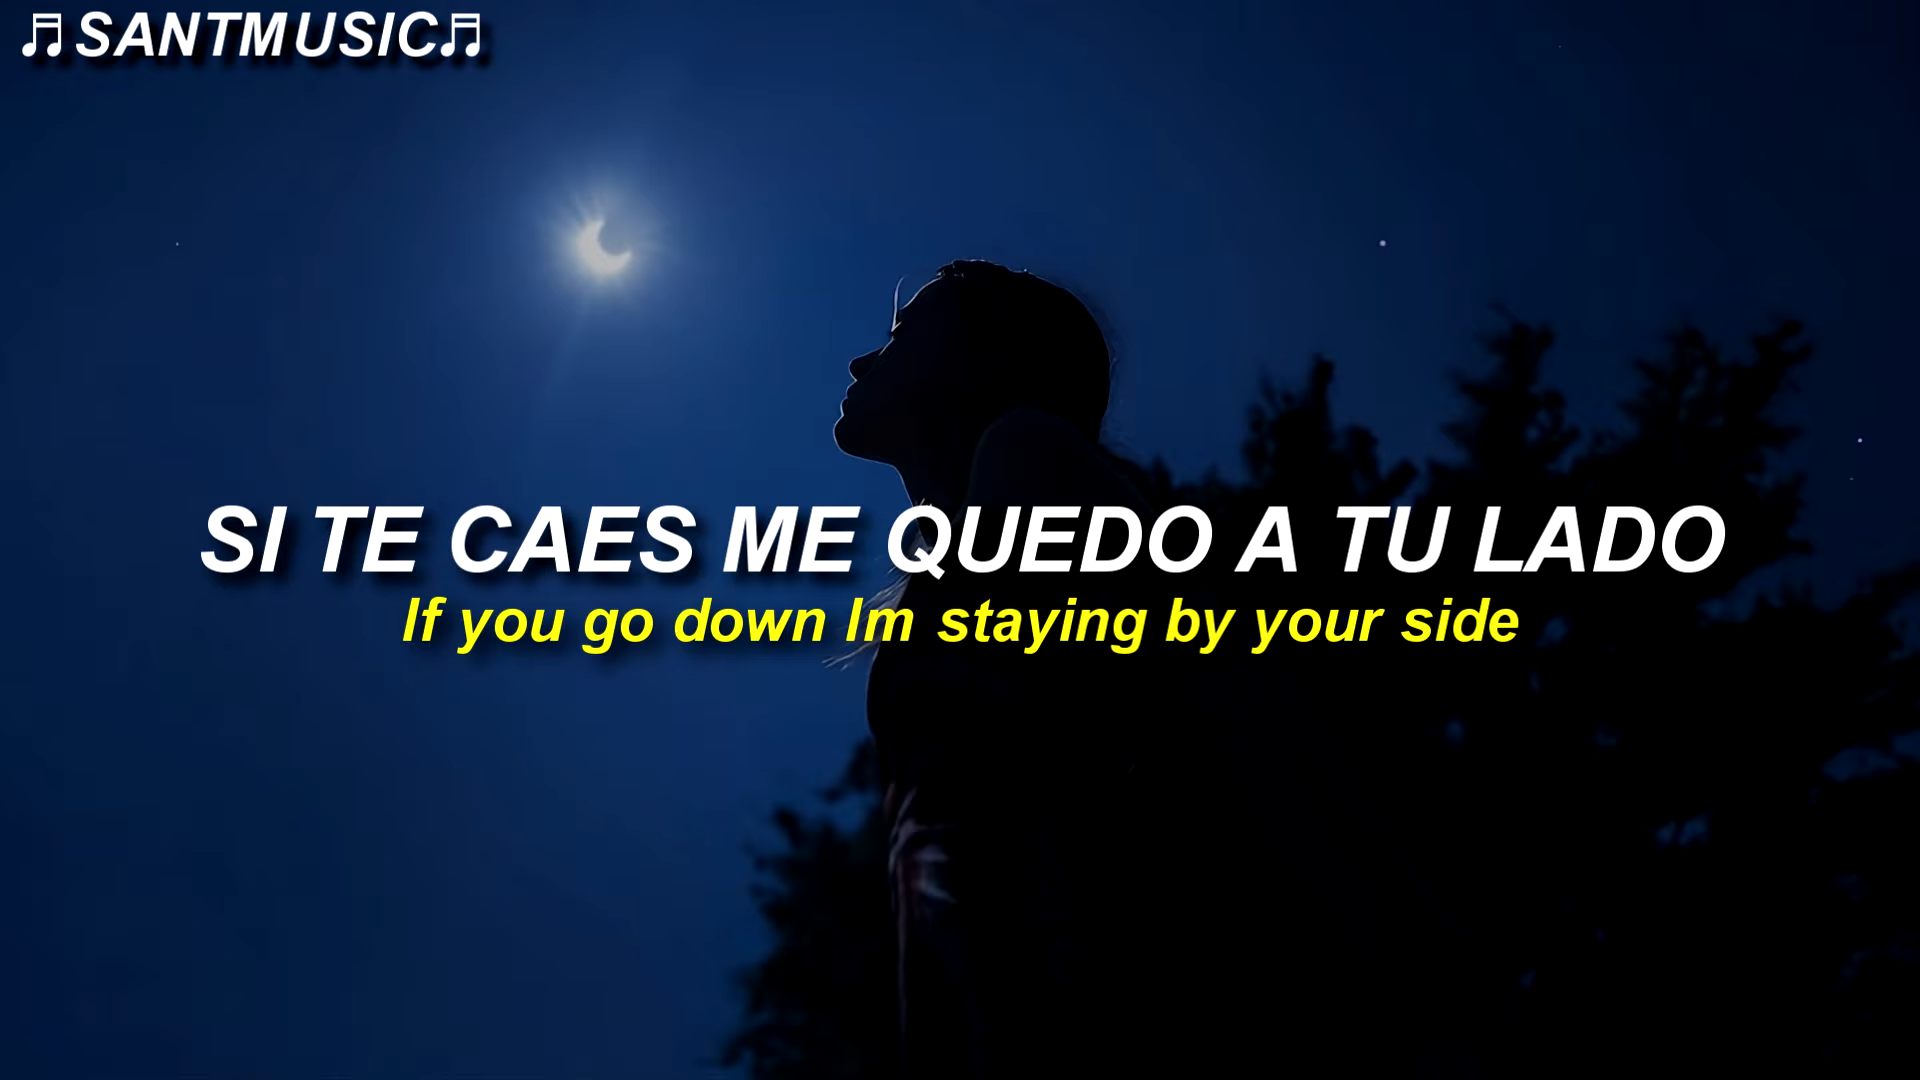 ♬SANTMUSIC♬
SI TE CAES ME QUEDO A TU LADO
If you go down Im staying by your side